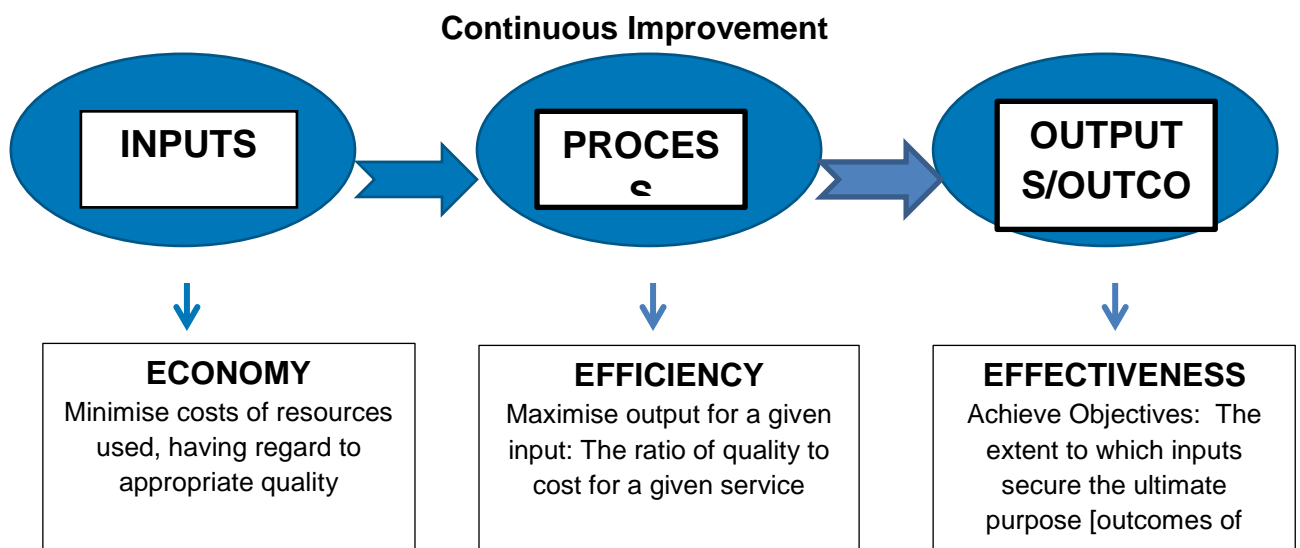 Continuous Improvement
INPUTS
PROCES
S
OUTPUT
S/OUTCO
ECONOMY
Minimise costs of resources
used, having regard to
appropriate quality
EFFICIENCY
Maximise output for a given
input: The ratio of quality to
cost for a given service
EFFECTIVENESS
Achieve Objectives: The
extent to which inputs
secure the ultimate
purpose [outcomes of